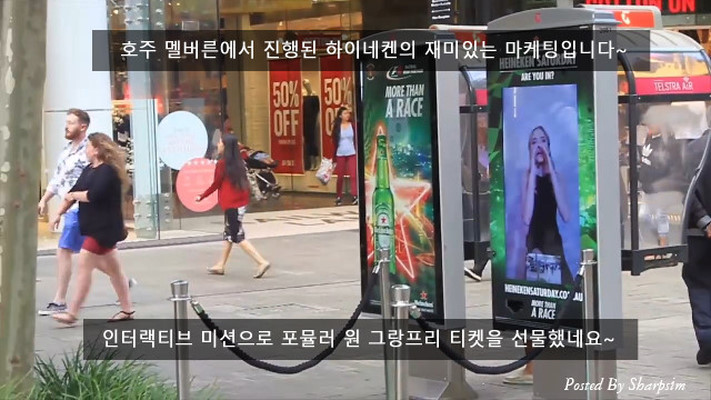 호주 멜버른에서 진행된 하이네켄의 재미있는 마케팅입니다~
HEINEKEN SATURDAY
ARE YOU IN?
MORE THAN
A RACE
TELSTRA AIR
50%
OFF
50%
OFF
HEINEKENSATURDAY.CO
.AU
MORE THAN
A RACE
인터랙티브 미션으로 포뮬러 원 그랑프리 티켓을 선물했네요~
Posted By Sharpsim